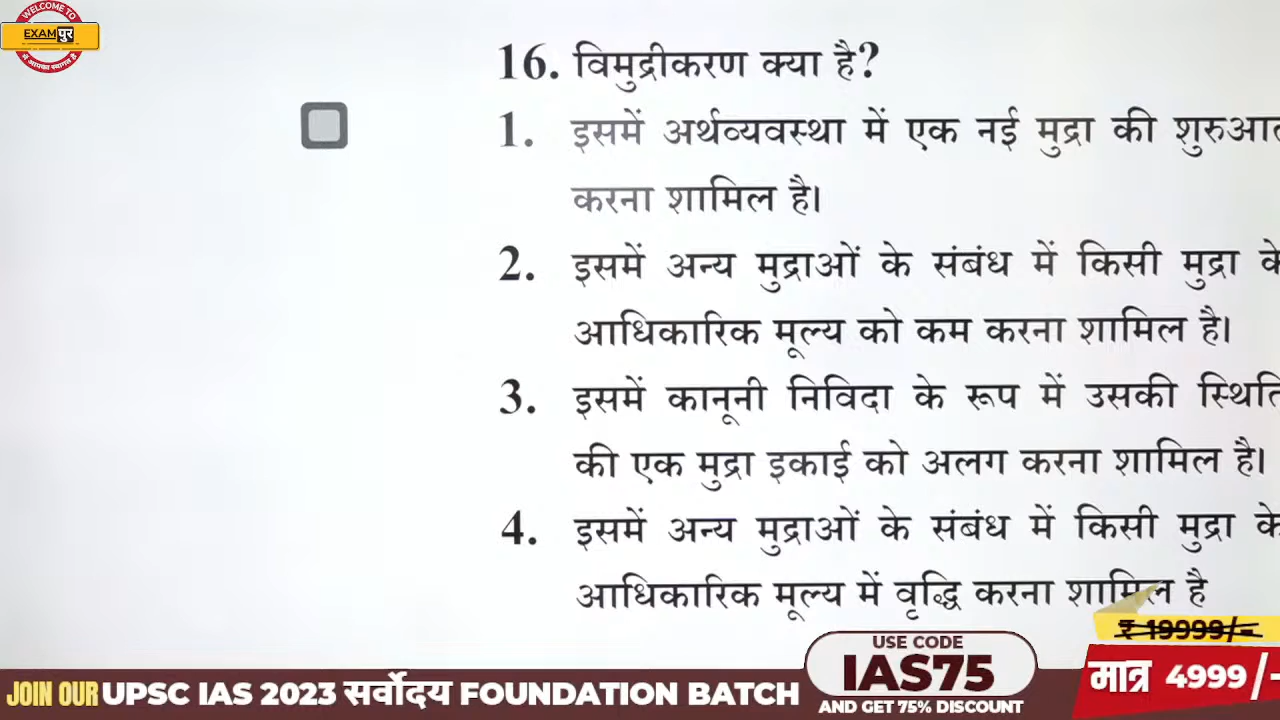 WELCOME TO
EXAMपुर
में आपका स्वागत है
16. विमुद्रीकरण क्या है?
1. इसमें अर्थव्यवस्था में एक नई मुद्रा की शुरुआत
करना शामिल है।
2. इसमें अन्य मुद्राओं के संबंध में किसी मुद्रा के
आधिकारिक मूल्य को कम करना शामिल है।
3. इसमें कानूनी निविदा के रूप में उसकी स्थिति
की एक मुद्रा इकाई को अलग करना शामिल है।
4. इसमें अन्य मुद्राओं के संबंध में किसी मुद्रा के
आधिकारिक मूल्य में वृद्धि करना शामिल है
₹ 19999/-
मात्र 4999/-
USE CODE
IAS75
AND GET 75% DISCOUNT
JOIN OUR UPSC IAS 2023 सर्वोदय FOUNDATION BATCH